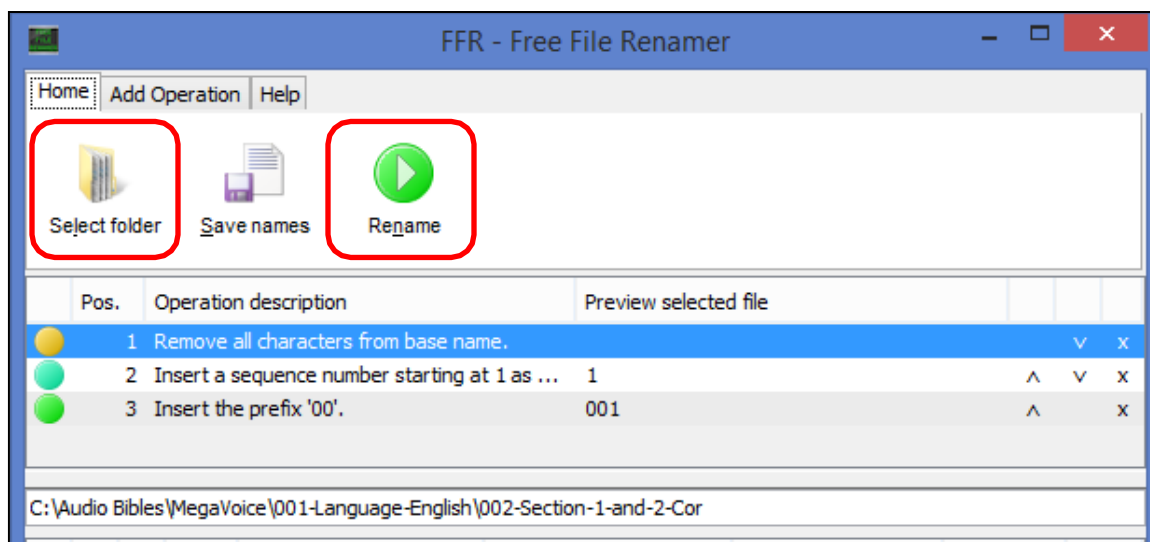 FFR - Free File Renamer
Home Add Operation Help
Select folder Save names Rename
Pos. Operation description Preview selected file
1 Remove all characters from base name. v x
2 Insert a sequence number starting at 1 as ... 1 ʌ v x
3 Insert the prefix '00'. 001 ʌ x
C:\Audio Bibles\MegaVoice\001-Language-English\002-Section-1-and-2-Cor